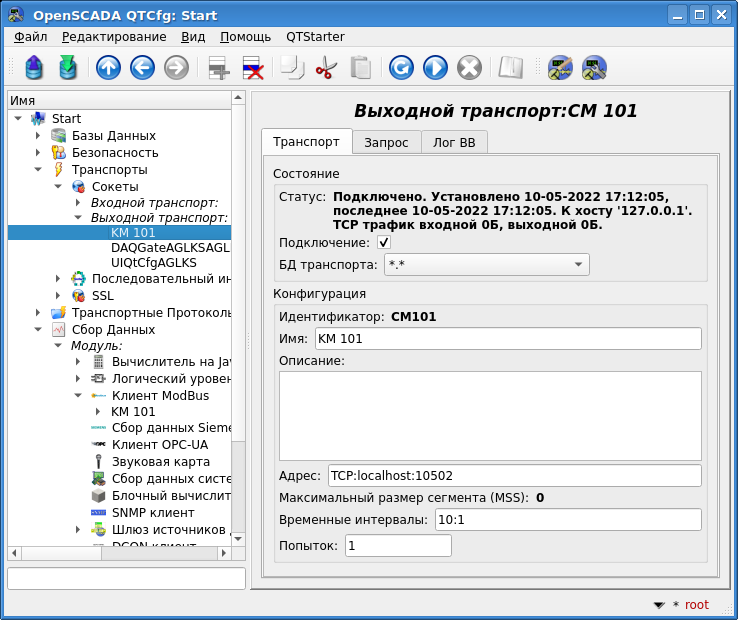 OpenSCADA QTCfg: Start
Файл Редактирование Вид Помощь QTStarter
Имя
Start
Базы Данных
Безопасность
Транспорты
Сокеты
Входной транспорт:
Выходной транспорт:
KM 101
DAQGateAGLKSAGL
UIQtCfgAGLKS
Последовательный ин
SSL
Транспортные Протоколь
Сбор Данных
Модуль:
Вычислитель на Jav
Логический уровен
Клиент ModBus
KM 101
Сбор данных Sieme
Клиент OPC-UA
Звуковая карта
Сбор данных систе
Блочный вычислит
SNMP клиент
Шлюз источников
DCON клиент
Выходной транспорт:CM 101
Транспорт Запрос Лог ВВ
Состояние
Статус: Подключено. Установлено 10-05-2022 17:12:05,
последнее 10-05-2022 17:12:05. К хосту '127.0.0.1'.
TCP трафик входной 0Б, выходной 0Б.
Подключение:
БД транспорта: *.*
Конфигурация
Идентификатор: CM101
Имя: KM 101
Описание:
Адрес: TCP:localhost:10502
Максимальный размер сегмента (MSS): 0
Временные интервалы: 10:1
Попыток: 1
* root